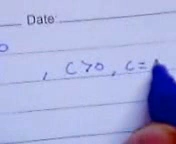 Date:
, C>0, C=